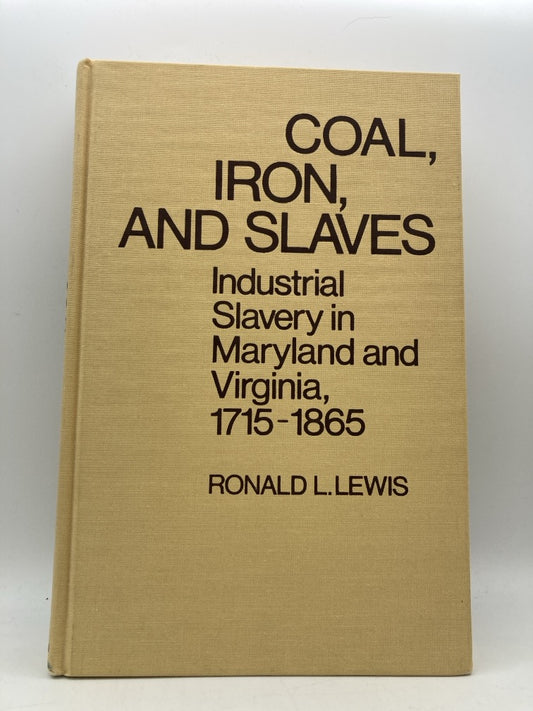 COAL,
IRON,
AND SLAVES
Industrial
Slavery in
Maryland and
Virginia,
1715-1865
RONALD L. LEWIS